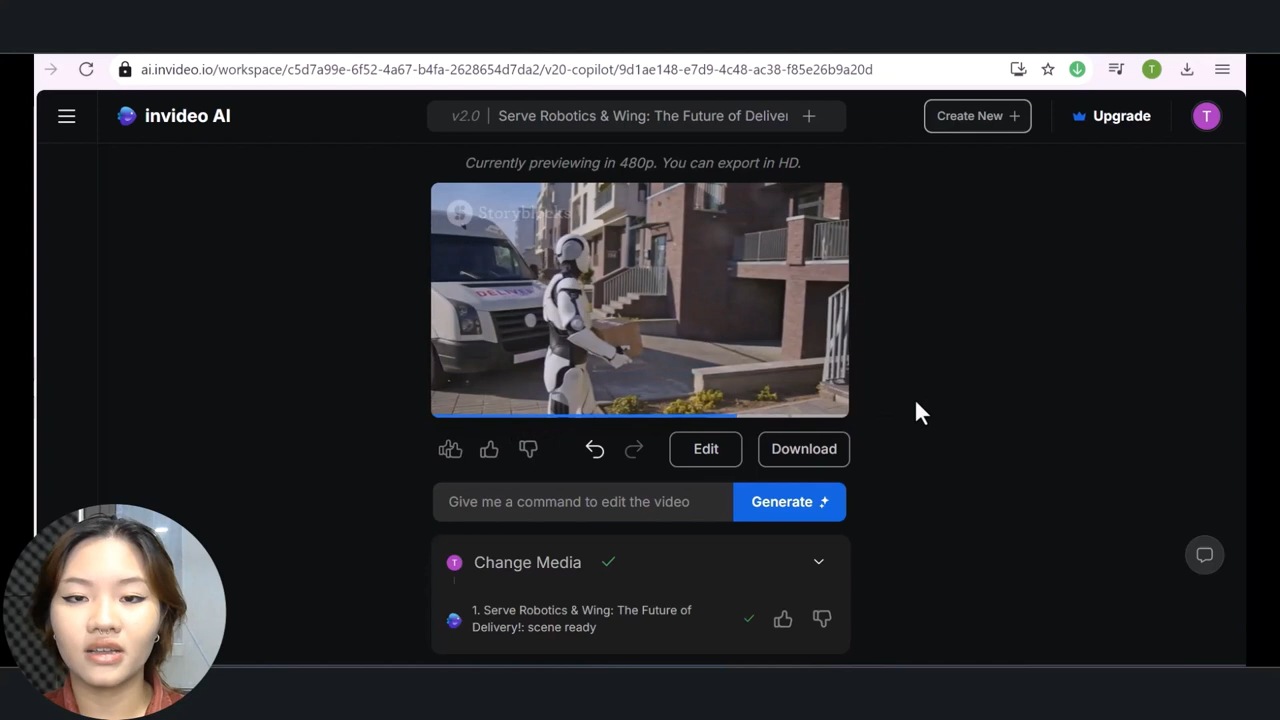 ai.invideo.io/workspace/c5d7a99e-6f52-4a67-b4fa-2628654d7da2/v20-copilot/9d1ae148-e7d9-4c48-ac38-f85e26b9a20d
T
invideo AI
v2.0 | Serve Robotics & Wing: The Future of Deliver
Create New +
Upgrade
T
Currently previewing in 480p. You can export in HD.
Storyblocks
DELIVER
Edit
Download
Give me a command to edit the video
Generate
T
Change Media
1. Serve Robotics & Wing: The Future of
Delivery!: scene ready